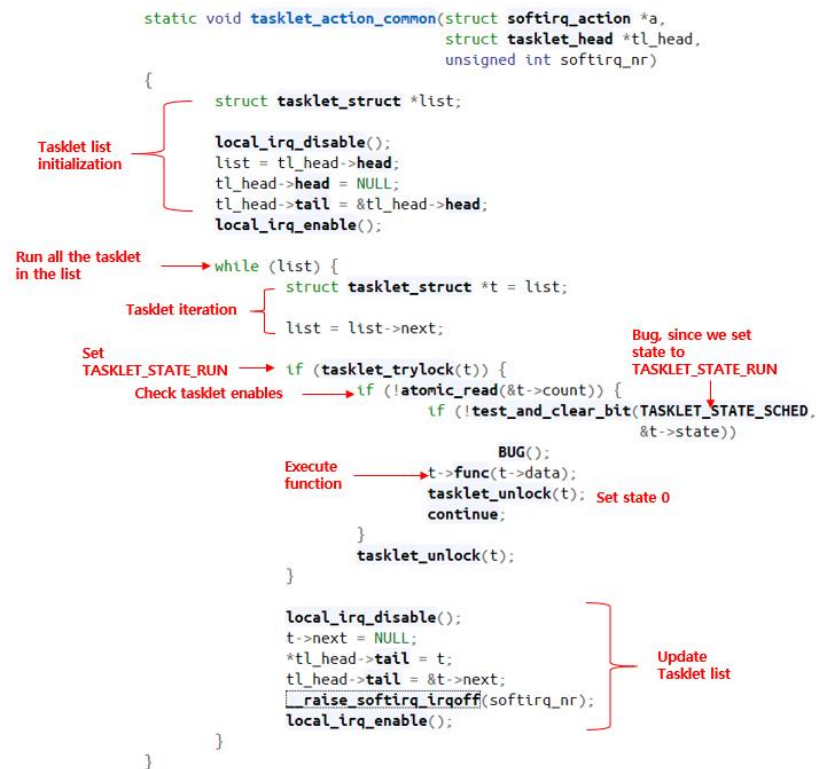 static void tasklet_action_common(struct softirq_action *a,
struct tasklet_head *tl_head,
unsigned int softirq_nr)
{
struct tasklet_struct *list;
Tasklet list
initialization
local_irq_disable();
list = tl_head->head;
tl_head->head = NULL;
tl_head->tail = &tl_head->head;
local_irq_enable();
Run all the tasklet
in the list
while (list) {
struct tasklet_struct *t = list;
Tasklet iteration
list = list->next;
Bug, since we set
state to
TASKLET_STATE_RUN
Set
TASKLET_STATE_RUN
if (tasklet_trylock(t)) {
Check tasklet enables
if (!atomic_read(&t->count)) {
if (!test_and_clear_bit(TASKLET_STATE_SCHED,
&t->state))
BUG();
Execute
function
t->func(t->data);
tasklet_unlock(t); Set state 0
continue;
}
tasklet_unlock(t);
}
local_irq_disable();
t->next = NULL;
*tl_head->tail = t;
tl_head->tail = &t->next;
__raise_softirq_irqoff(softirq_nr);
local_irq_enable();
Update
Tasklet list
}
}